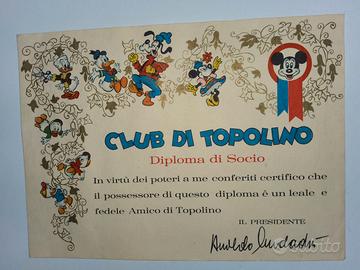 CLUB DI TOPOLINO
Diploma di Socio
In virtù dei poteri a me conferiti certifico che
il possessore di questo diploma è un leale e
fedele Amico di Topolino
IL PRESIDENTE
subito